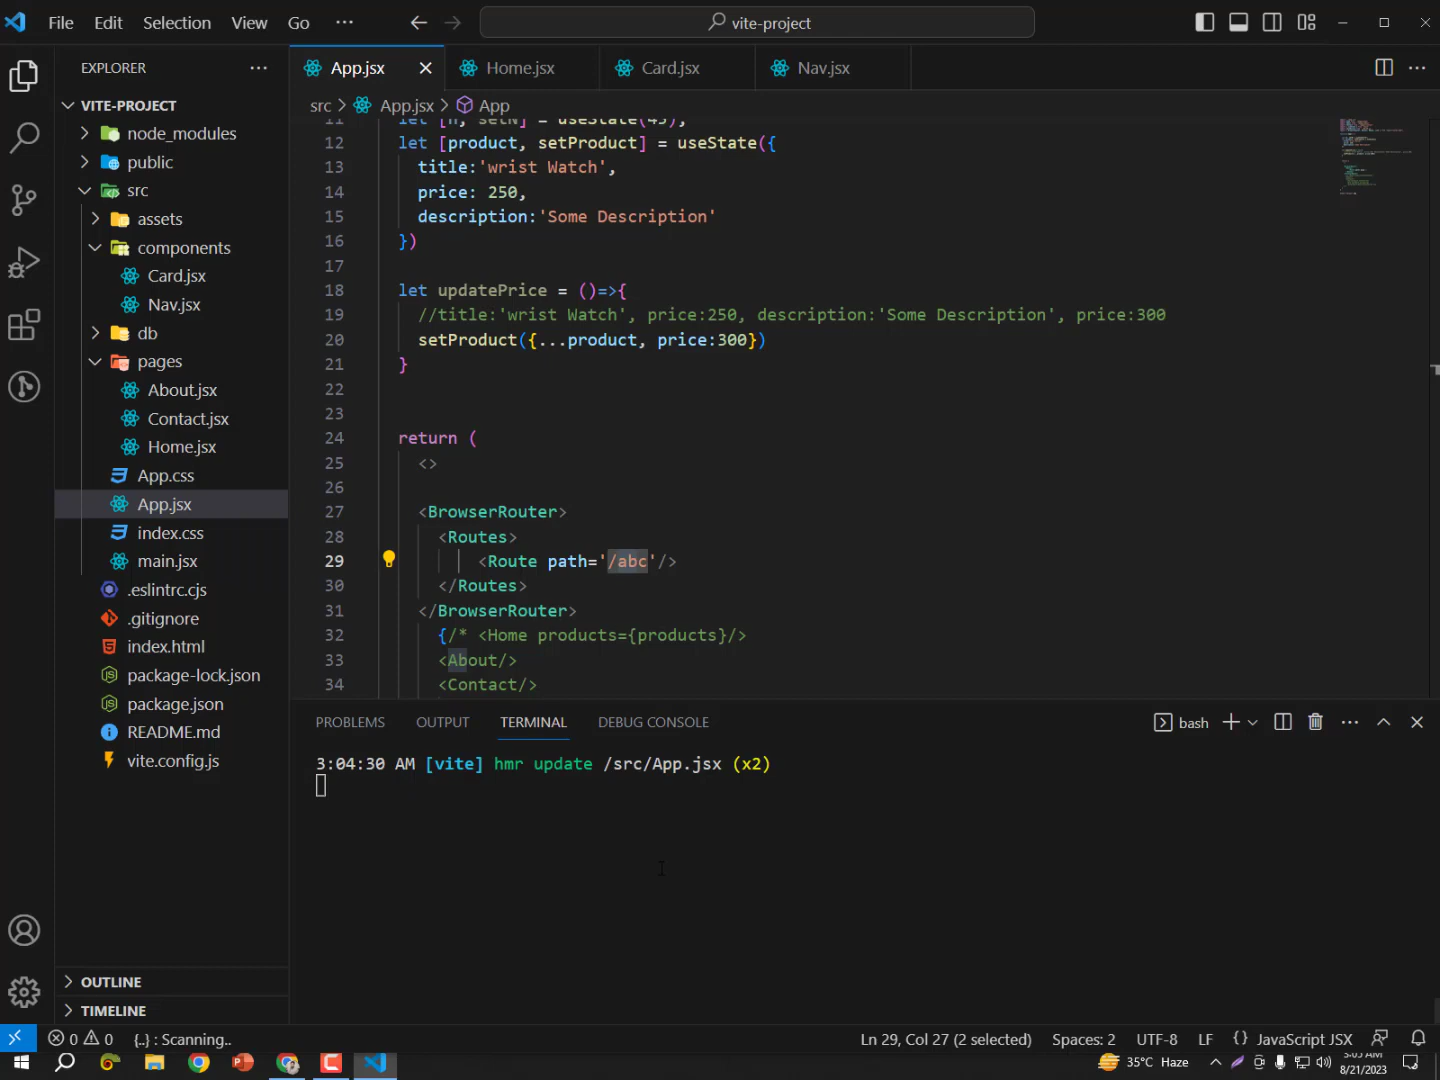 File Edit Selection View Go ···
vite-project
EXPLORER
App.jsx
Home.jsx
Card.jsx
Nav.jsx
src > App.jsx > App
VITE-PROJECT
node_modules
public
src
assets
components
Card.jsx
Nav.jsx
db
pages
About.jsx
Contact.jsx
Home.jsx
App.css
App.jsx
index.css
main.jsx
.eslintrc.cjs
.gitignore
index.html
package-lock.json
package.json
README.md
vite.config.js
OUTLINE
TIMELINE
11 let [n, setN] = useState(45);
12 let [product, setProduct] = useState({
13 title:'wrist Watch',
14 price: 250,
15 description:'Some Description'
16 })
17
18 let updatePrice = ()=>{
19 //title:'wrist Watch', price:250, description:'Some Description', price:300
20 setProduct({...product, price:300})
21 }
22
23
24 return (
25 <>
26
27 <BrowserRouter>
28 <Routes>
29 <Route path='/abc'/>
30 </Routes>
31 </BrowserRouter>
32 {/* <Home products={products}/>
33 <About/>
34 <Contact/>
PROBLEMS OUTPUT TERMINAL DEBUG CONSOLE
bash
3:04:30 AM [vite] hmr update /src/App.jsx (x2)
0 0 {..} : Scanning..
Ln 29, Col 27 (2 selected) Spaces: 2 UTF-8 LF {} JavaScript JSX
35°C Haze
3:05 AM
8/21/2023